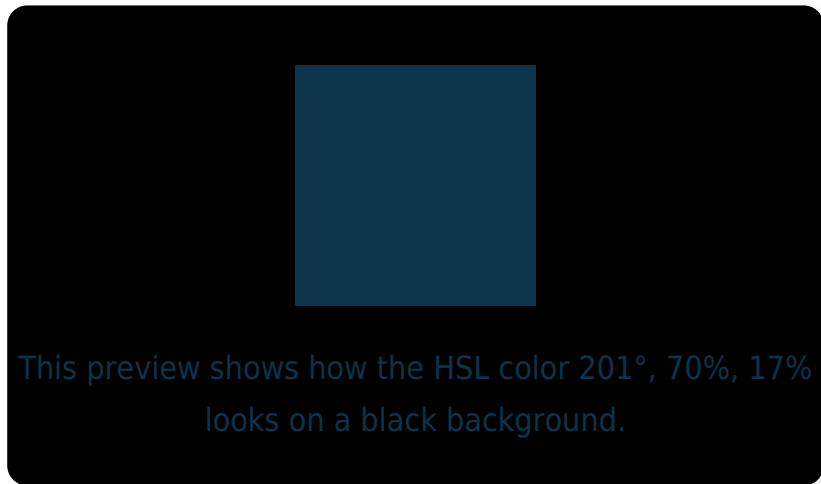 This preview shows how the HSL color 201°, 70%, 17%
looks on a black background.